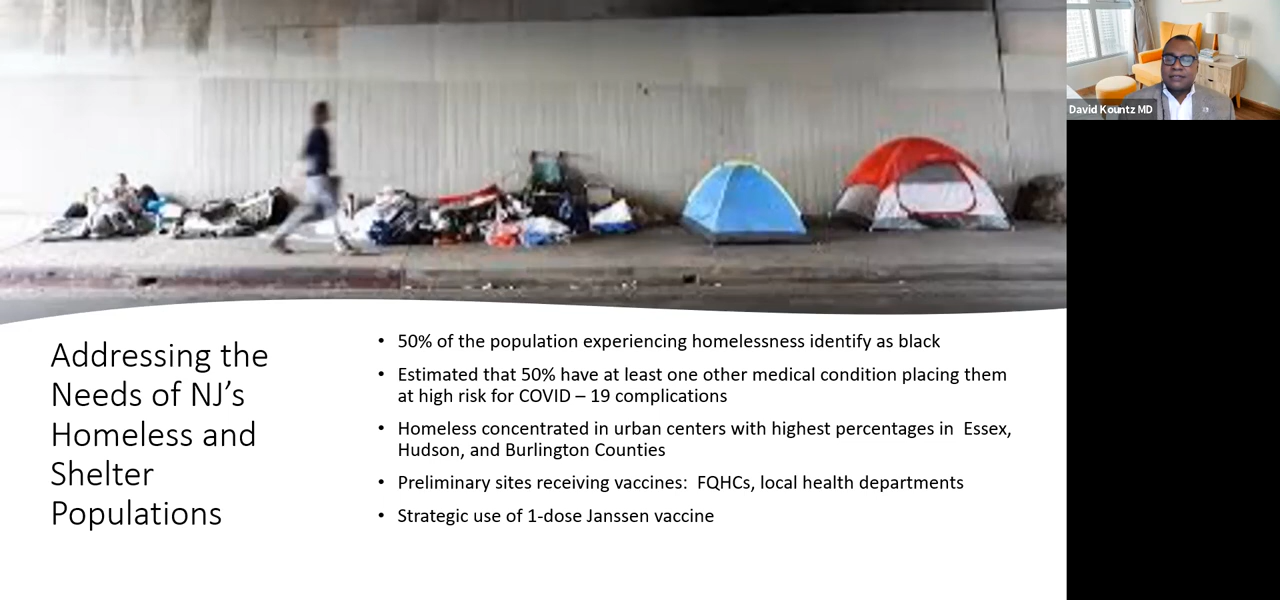 David Kountz MD
Addressing the
Needs of NJ’s
Homeless and
Shelter
Populations
• 50% of the population experiencing homelessness identify as black
• Estimated that 50% have at least one other medical condition placing them
at high risk for COVID – 19 complications
• Homeless concentrated in urban centers with highest percentages in  Essex,
Hudson, and Burlington Counties
• Preliminary sites receiving vaccines:  FQHCs, local health departments
• Strategic use of 1-dose Janssen vaccine